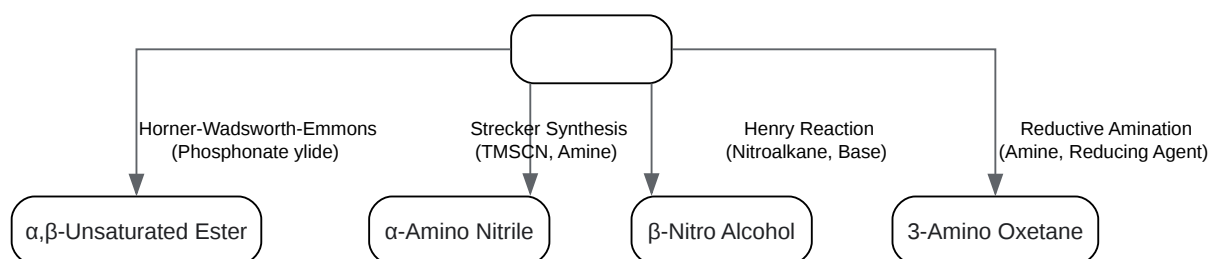 Horner-Wadsworth-Emmons
(Phosphonate ylide)
Strecker Synthesis
(TMSCN, Amine)
Henry Reaction
(Nitroalkane, Base)
Reductive Amination
(Amine, Reducing Agent)
α,β-Unsaturated Ester
α-Amino Nitrile
β-Nitro Alcohol
3-Amino Oxetane